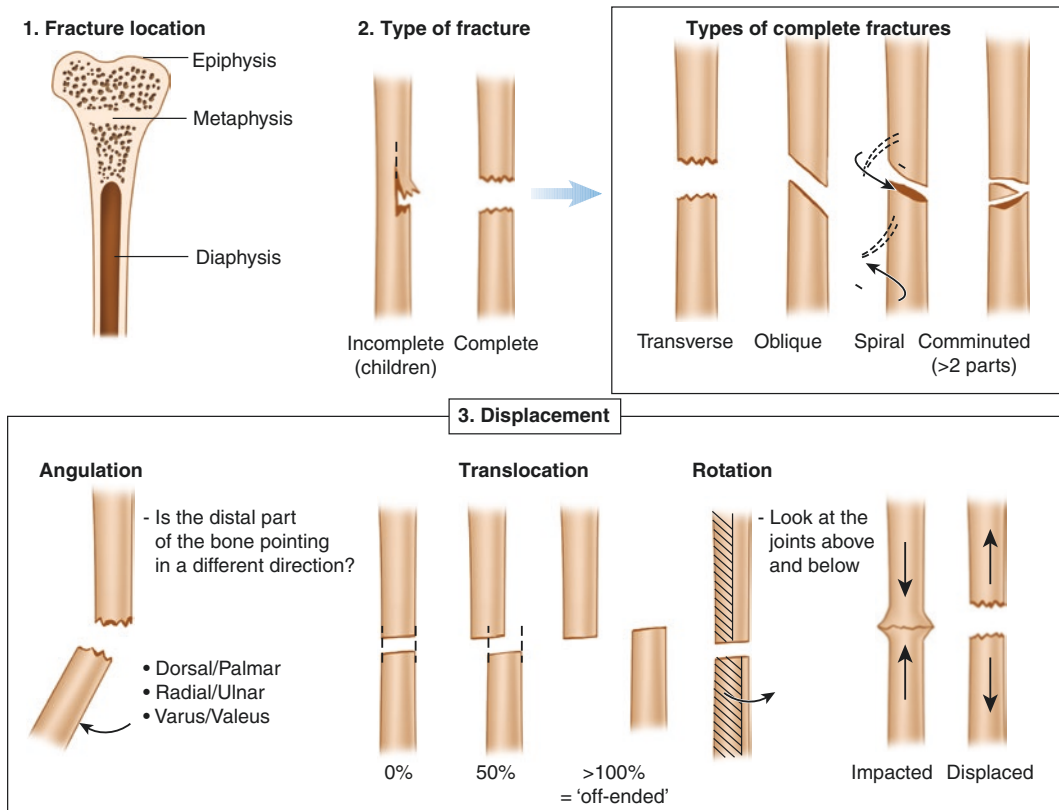 1. Fracture location
Epiphysis
Metaphysis
Diaphysis
2. Type of fracture
Incomplete
(children)
Complete
Types of complete fractures
Transverse
Oblique
Spiral
Comminuted
(>2 parts)
3. Displacement
Angulation
- Is the distal part
of the bone pointing
in a different direction?
• Dorsal/Palmar
• Radial/Ulnar
• Varus/Valeus
Translocation
0%
50%
>100%
= 'off-ended'
Rotation
- Look at the
joints above
and below
Impacted
Displaced